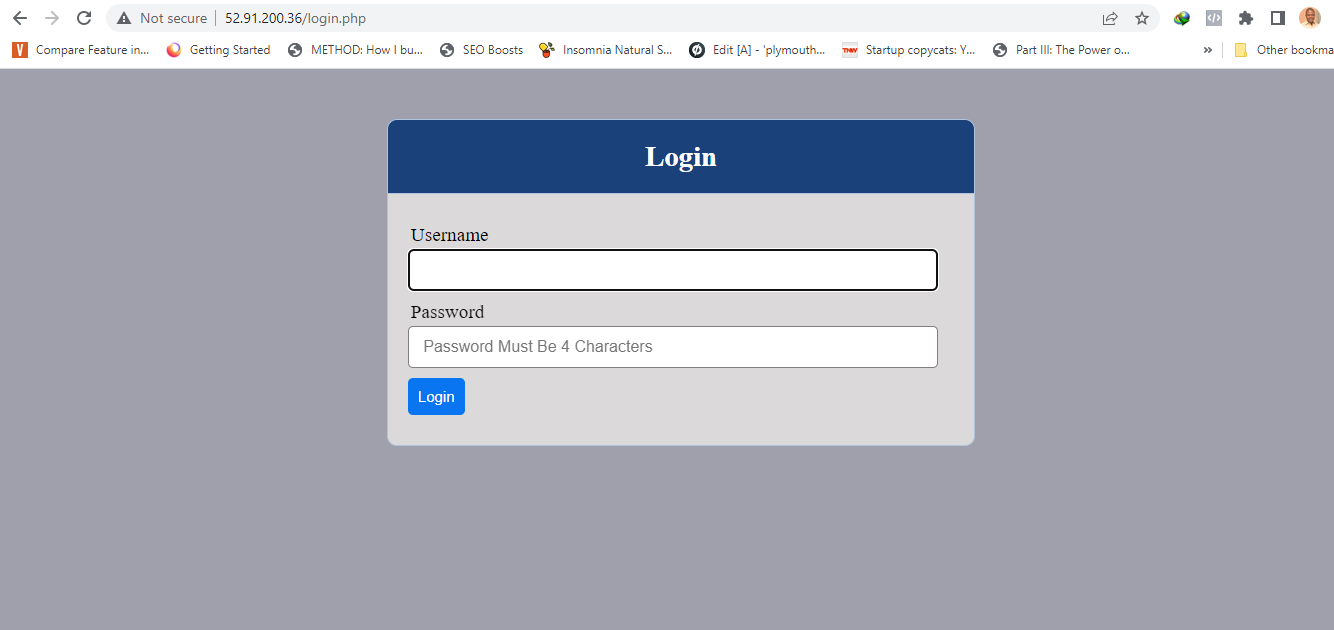 Not secure | 52.91.200.36/login.php
V Compare Feature in... Getting Started METHOD: How I bu... SEO Boosts Insomnia Natural S... Edit [A] - 'plymouth... TNW Startup copycats: Y... Part III: The Power o... » Other bookma
Login
Username
Password
Password Must Be 4 Characters
Login